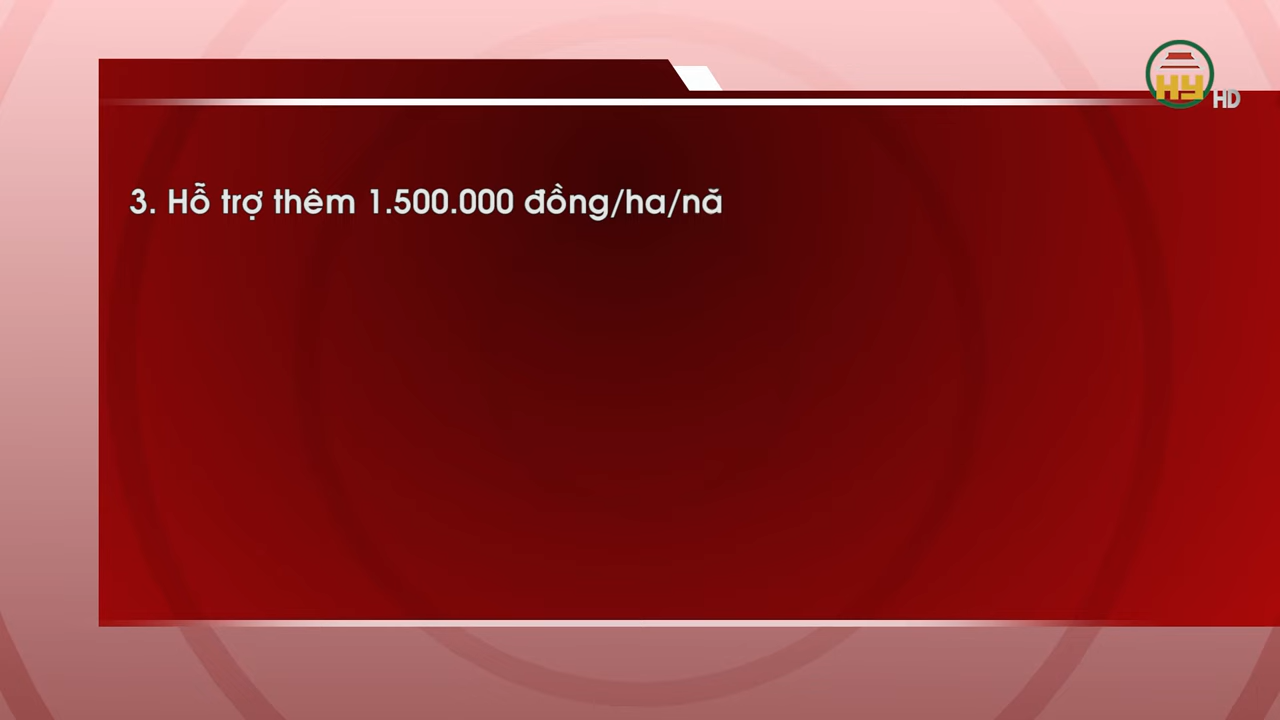 HY
HD
3. Hỗ trợ thêm 1.500.000 đồng/ha/nă